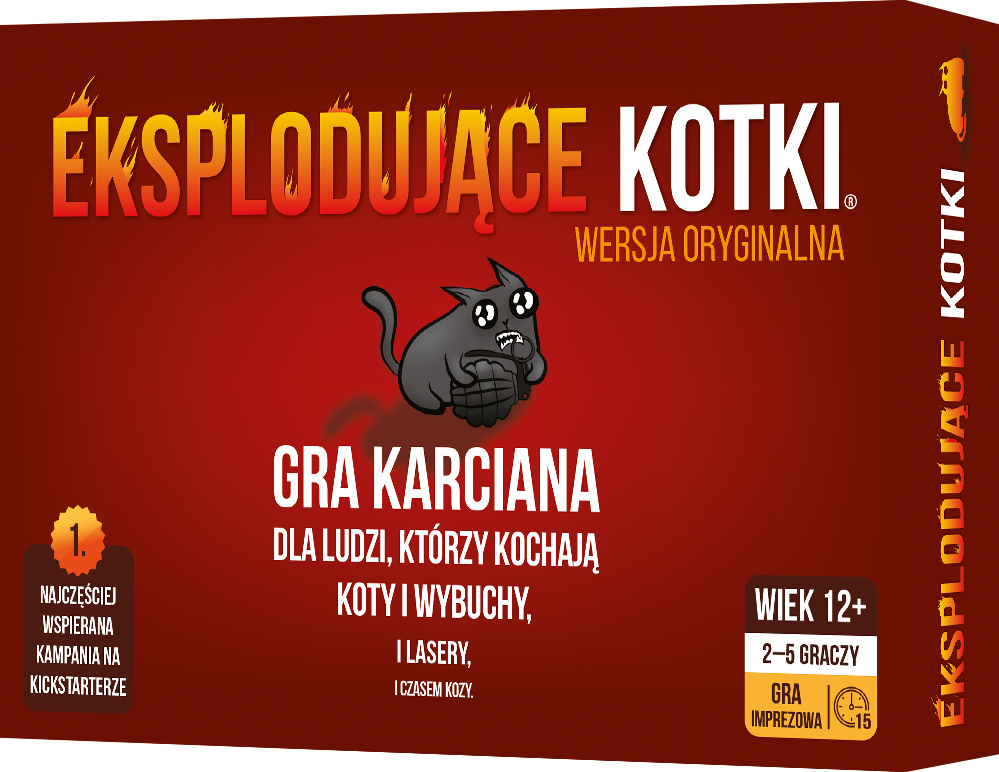 EKSPLODUJĄCE KOTKI®
WERSJA ORYGINALNA
GRA KARCIANA
DLA LUDZI, KTÓRZY KOCHAJĄ
KOTY I WYBUCHY,
I LASERY,
I CZASEM KOZY.
1.
NAJCZĘŚCIEJ
WSPIERANA
KAMPANIA NA
KICKSTARTERZE
WIEK 12+
2–5 GRACZY
GRA
IMPREZOWA
15
EKSPLODUJĄCE KOTKI